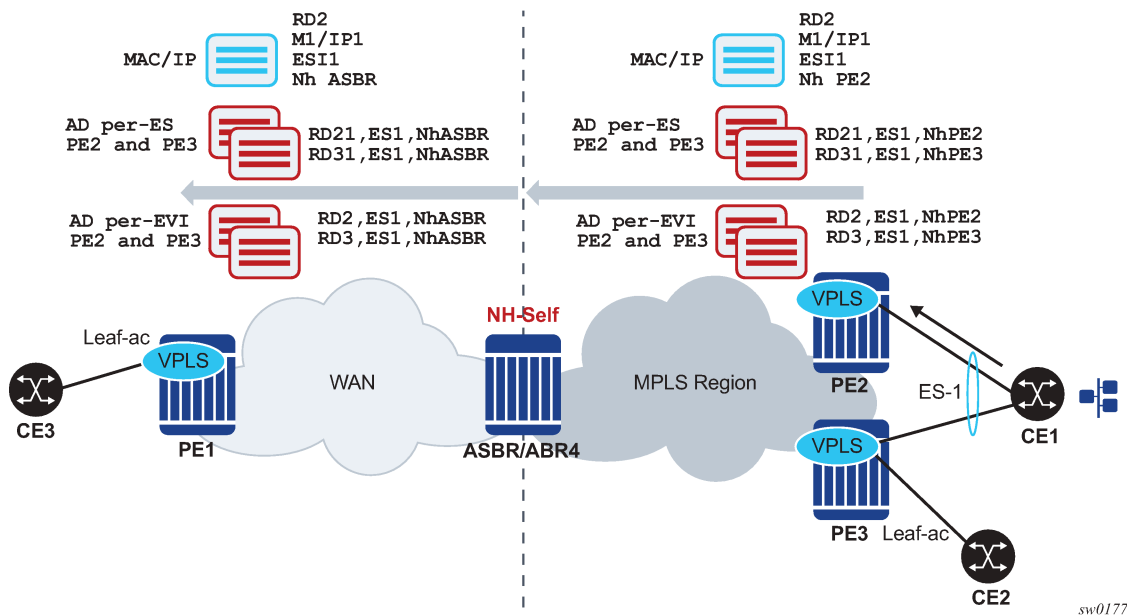 MAC/IP
RD2
M1/IP1
ESI1
Nh ASBR
MAC/IP
RD2
M1/IP1
ESI1
Nh PE2
AD per-ES
PE2 and PE3
RD21,ES1,NhASBR
RD31,ES1,NhASBR
AD per-ES
PE2 and PE3
RD21,ES1,NhPE2
RD31,ES1,NhPE3
AD per-EVI
PE2 and PE3
RD2,ES1,NhASBR
RD3,ES1,NhASBR
AD per-EVI
PE2 and PE3
RD2,ES1,NhPE2
RD3,ES1,NhPE3
NH-Self
VPLS
Leaf-ac
VPLS
WAN
MPLS Region
PE2
ES-1
CE3
PE1
ASBR/ABR4
VPLS
CE1
PE3
Leaf-ac
CE2
sw0177